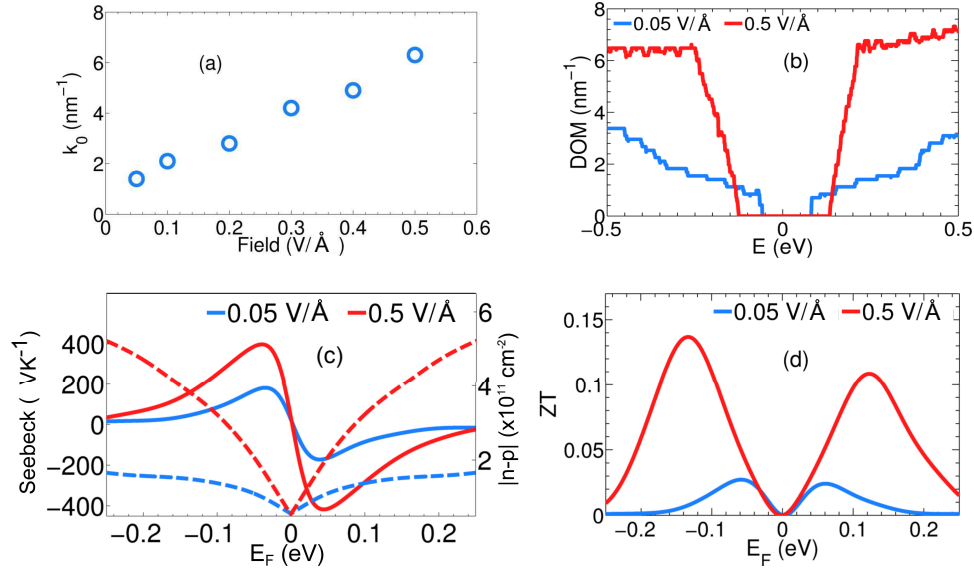 8
6
4
2
0
k₀ (nm⁻¹)
(a)
0
0.1
0.2
0.3
0.4
0.5
0.6
Field (V/Å )
8
6
4
2
0
DOM (nm⁻¹)
0.05 V/Å 0.5 V/Å
(b)
−0.5
0
0.5
E (eV)
400
200
0
−200
−400
Seebeck ( VK⁻¹)
0.05 V/Å 0.5 V/Å
(c)
6
4
2
|n-p| (x10¹¹ cm⁻²)
−0.2
−0.1
0
0.1
0.2
E_F (eV)
0.15
0.1
0.05
0
ZT
0.05 V/Å 0.5 V/Å
(d)
−0.2
−0.1
0
0.1
0.2
E_F (eV)